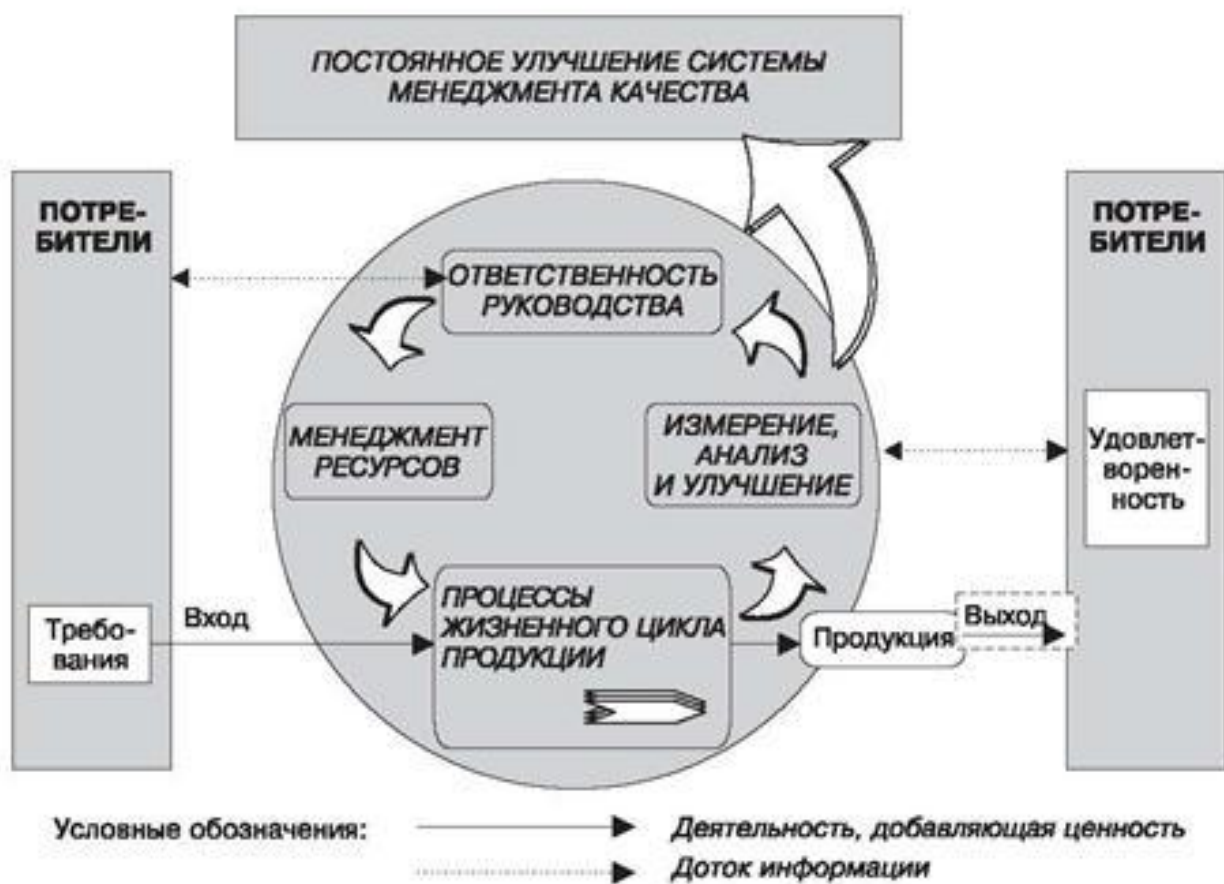 ПОСТОЯННОЕ УЛУЧШЕНИЕ СИСТЕМЫ
МЕНЕДЖМЕНТА КАЧЕСТВА
ПОТРЕ-
БИТЕЛИ
ПОТРЕ-
БИТЕЛИ
ОТВЕТСТВЕННОСТЬ
РУКОВОДСТВА
МЕНЕДЖМЕНТ
РЕСУРСОВ
ИЗМЕРЕНИЕ,
АНАЛИЗ
И УЛУЧШЕНИЕ
Удовлет-
ворен-
ность
Требо-
вания
Вход
ПРОЦЕССЫ
ЖИЗНЕННОГО ЦИКЛА
ПРОДУКЦИИ
Продукция
Выход
Условные обозначения:
Деятельность, добавляющая ценность
Доток информации